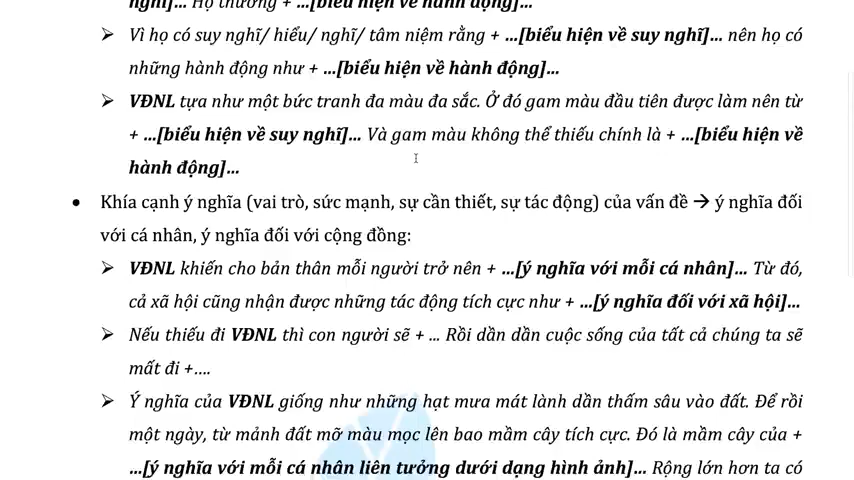 nghĩ]… Họ thường + …[biểu hiện về hành động]…
➢ Vì họ có suy nghĩ/ hiểu/ nghĩ/ tâm niệm rằng + …[biểu hiện về suy nghĩ]… nên họ có
những hành động như + …[biểu hiện về hành động]…
➢ VĐNL tựa như một bức tranh đa màu đa sắc. Ở đó gam màu đầu tiên được làm nên từ
+ …[biểu hiện về suy nghĩ]… Và gam màu không thể thiếu chính là + …[biểu hiện về
hành động]…
• Khía cạnh ý nghĩa (vai trò, sức mạnh, sự cần thiết, sự tác động) của vấn đề → ý nghĩa đối
với cá nhân, ý nghĩa đối với cộng đồng:
➢ VĐNL khiến cho bản thân mỗi người trở nên + …[ý nghĩa với mỗi cá nhân]… Từ đó,
cả xã hội cũng nhận được những tác động tích cực như + …[ý nghĩa đối với xã hội]…
➢ Nếu thiếu đi VĐNL thì con người sẽ + ... Rồi dần dần cuộc sống của tất cả chúng ta sẽ
mất đi +….
➢ Ý nghĩa của VĐNL giống như những hạt mưa mát lành dần thấm sâu vào đất. Để rồi
một ngày, từ mảnh đất mỡ màu mọc lên bao mầm cây tích cực. Đó là mầm cây của +
…[ý nghĩa với mỗi cá nhân liên tưởng dưới dạng hình ảnh]… Rộng lớn hơn ta có